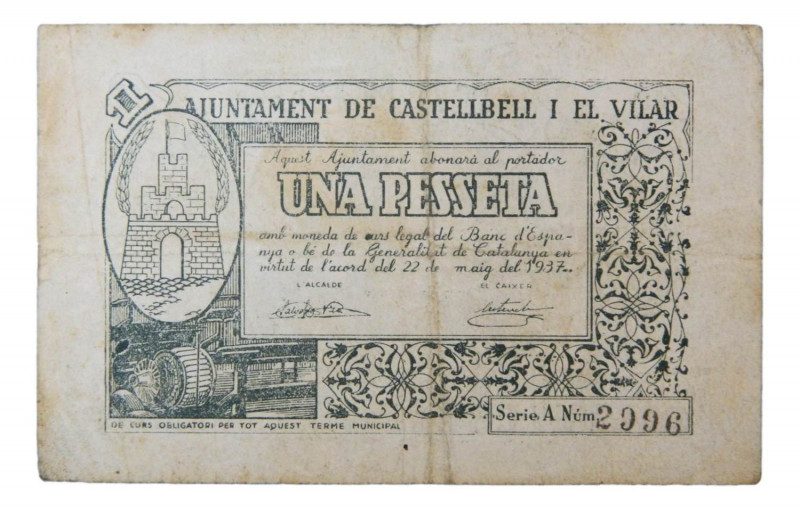 1
AJUNTAMENT DE CASTELLBELL I EL VILAR
Aquest Ajuntament abonarà al portador
UNA PESSETA
amb moneda de curs legal del Banc d'Espa-
nya o bé de la Generalitat de Catalunya en
virtut de l'acord del 22 de maig del 1937.
L'ALCALDE EL CAIXER
Serie A Núm. 2996
DE CURS OBLIGATORI PER TOT AQUEST TERME MUNICIPAL